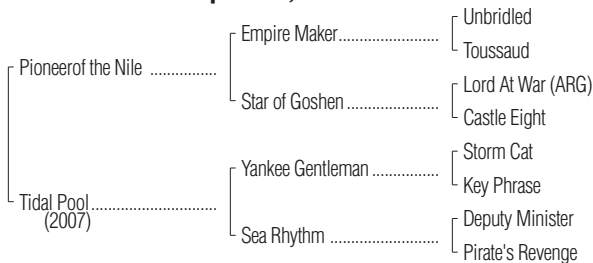 Unbridled
Empire Maker....................
Toussaud
Pioneerof the Nile ...............
Lord At War (ARG)
Star of Goshen ..................
Castle Eight
Storm Cat
Yankee Gentleman ..............
Key Phrase
Tidal Pool............................
(2007)
Deputy Minister
Sea Rhythm ......................
Pirate's Revenge